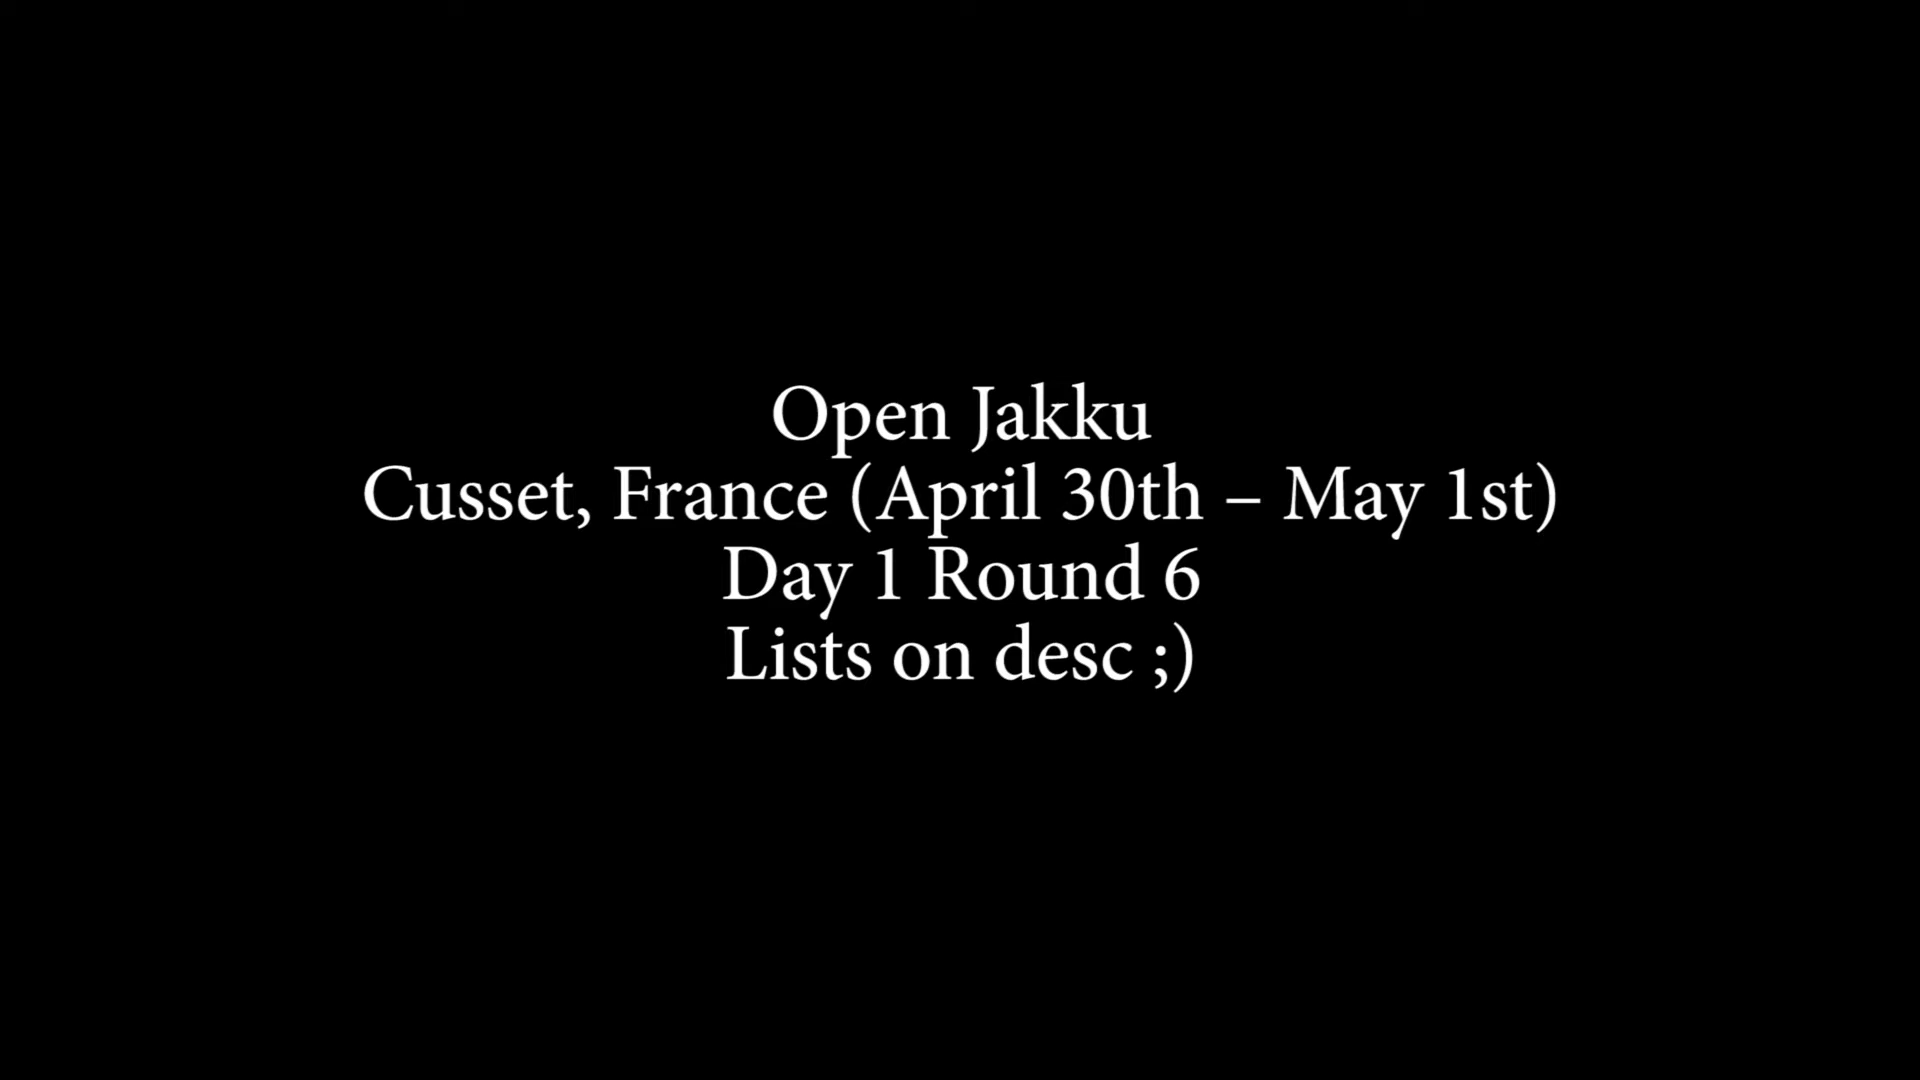 Open Jakku
Cusset, France (April 30th – May 1st)
Day 1 Round 6
Lists on desc ;)